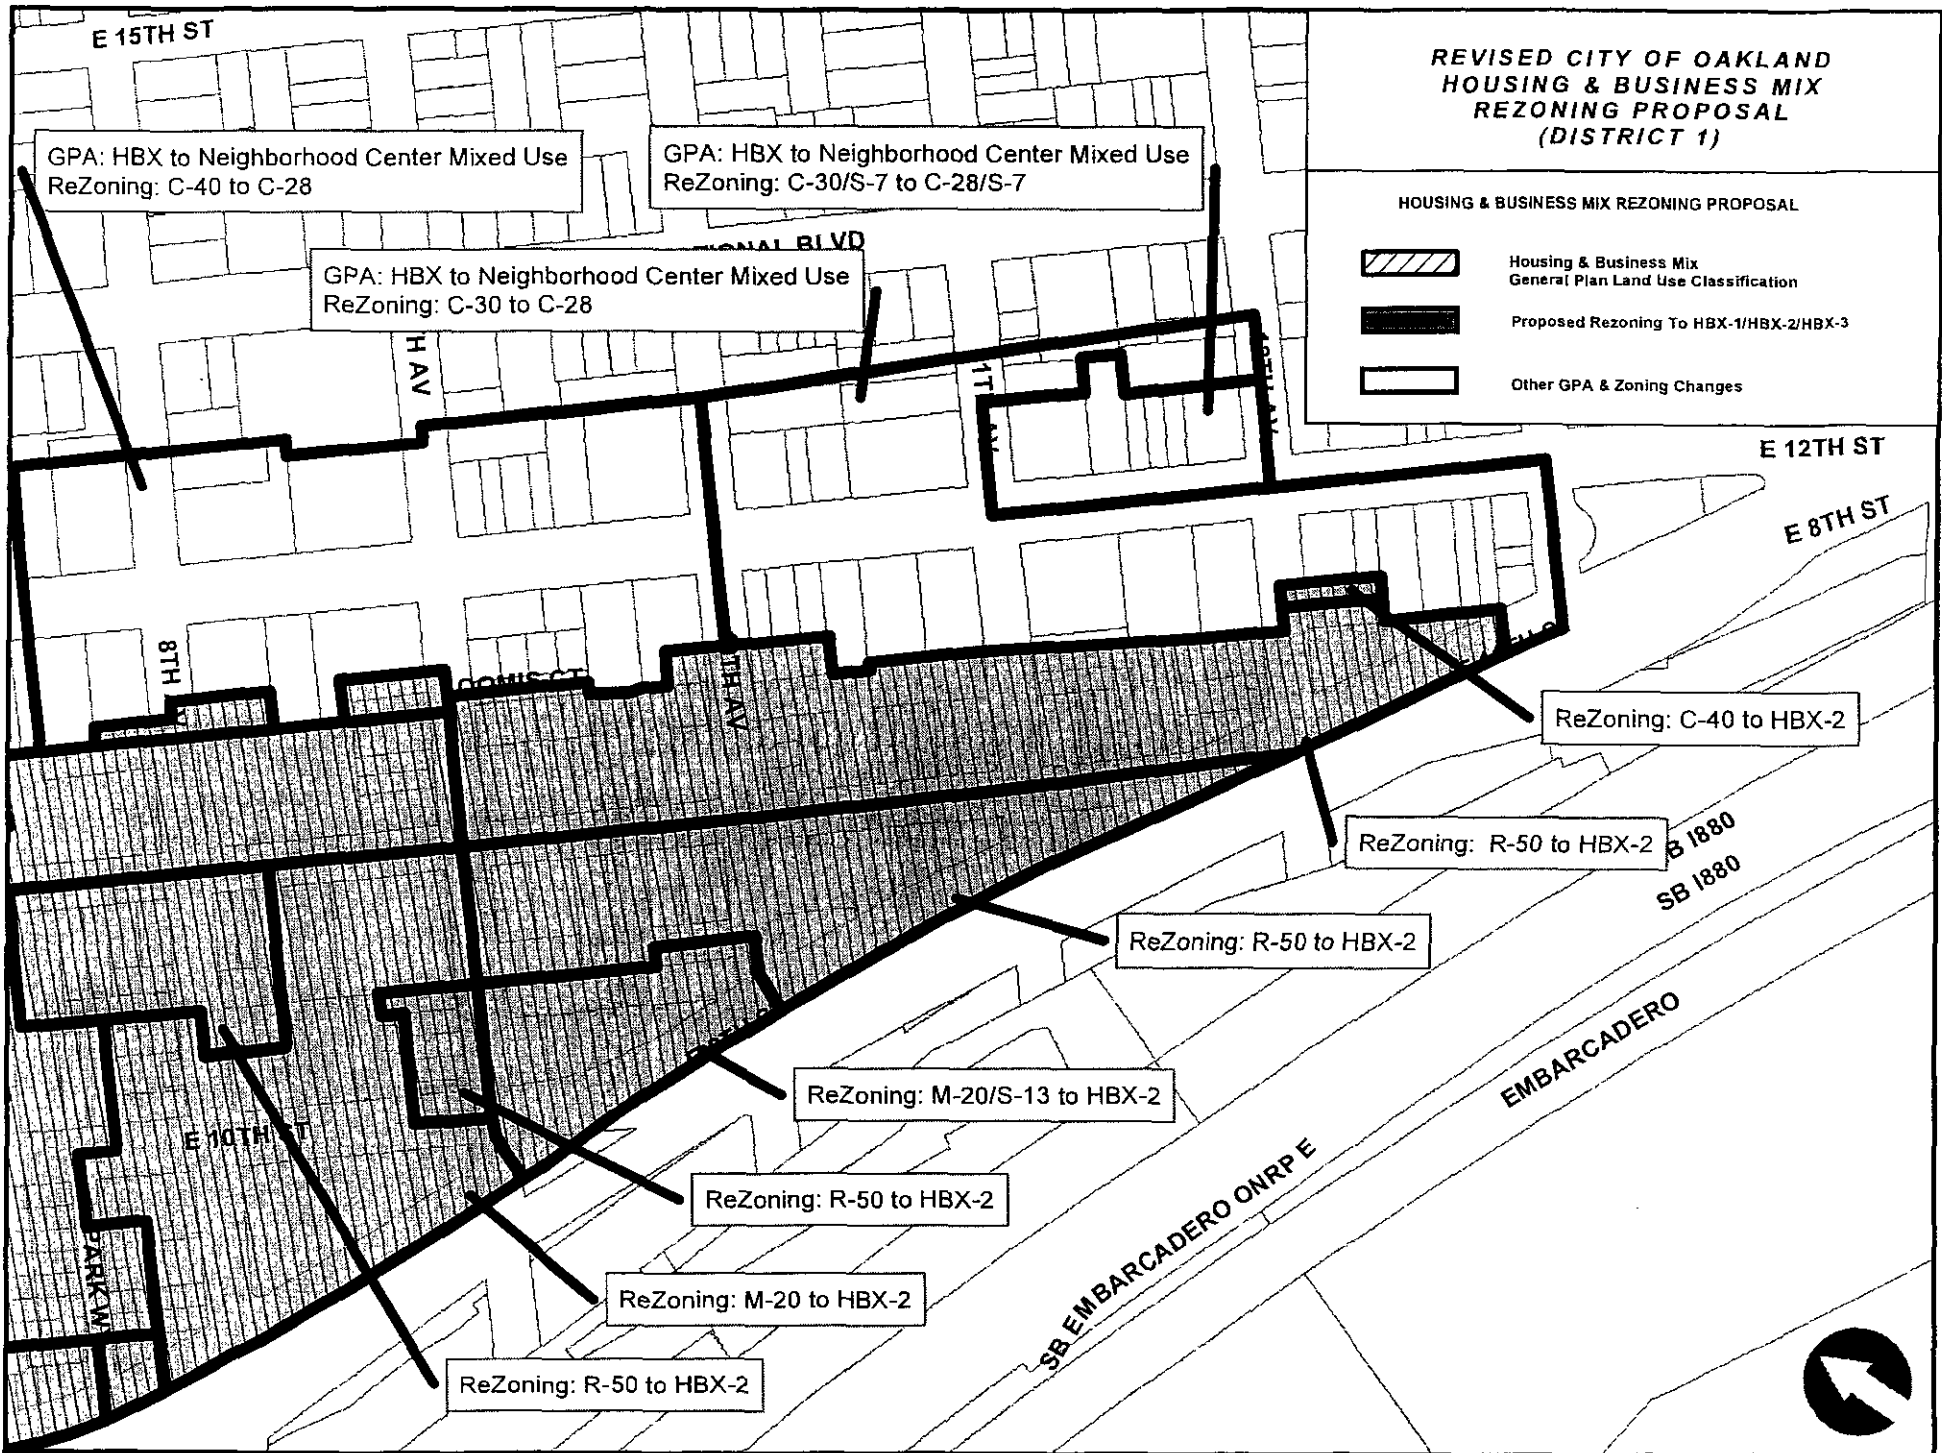 E 15TH ST
REVISED CITY OF OAKLAND
HOUSING & BUSINESS MIX
REZONING PROPOSAL
(DISTRICT 1)
HOUSING & BUSINESS MIX REZONING PROPOSAL
Housing & Business Mix
General Plan Land Use Classification
Proposed Rezoning To HBX-1/HBX-2/HBX-3
Other GPA & Zoning Changes
GPA: HBX to Neighborhood Center Mixed Use
ReZoning: C-40 to C-28
GPA: HBX to Neighborhood Center Mixed Use
ReZoning: C-30/S-7 to C-28/S-7
BLVD
GPA: HBX to Neighborhood Center Mixed Use
ReZoning: C-30 to C-28
AV
E 12TH ST
E 8TH ST
8TH
AV
ReZoning: C-40 to HBX-2
ReZoning: R-50 to HBX-2
I880
SB I880
ReZoning: R-50 to HBX-2
EMBARCADERO
ReZoning: M-20/S-13 to HBX-2
E 10TH ST
ReZoning: R-50 to HBX-2
SB EMBARCADERO ONRP E
PARK W
ReZoning: M-20 to HBX-2
ReZoning: R-50 to HBX-2